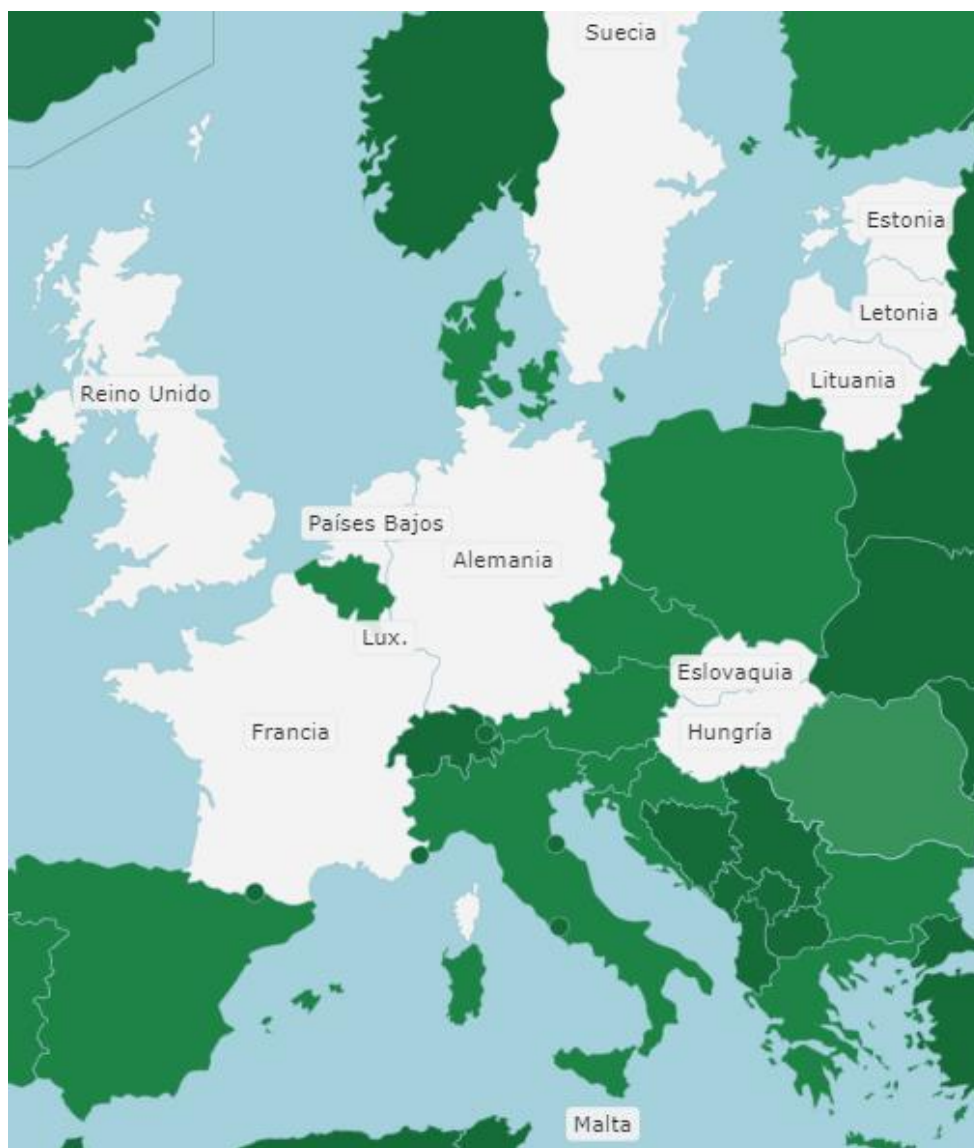 Suecia
Estonia
Letonia
Lituania
Reino Unido
Países Bajos
Alemania
Lux.
Eslovaquia
Francia
Hungría
Malta